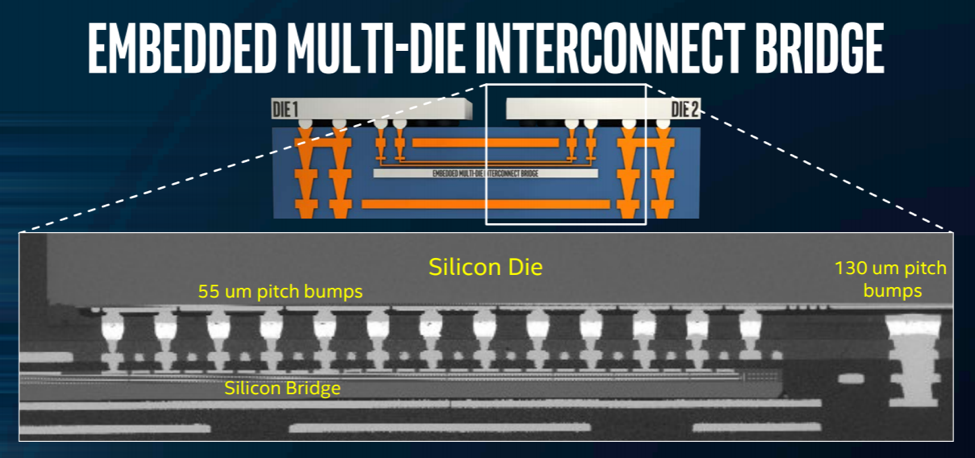 EMBEDDED MULTI-DIE INTERCONNECT BRIDGE
DIE 1
DIE 2
EMBEDDED MULTI-DIE INTERCONNECT BRIDGE
Silicon Die
130 um pitch
bumps
55 um pitch bumps
Silicon Bridge